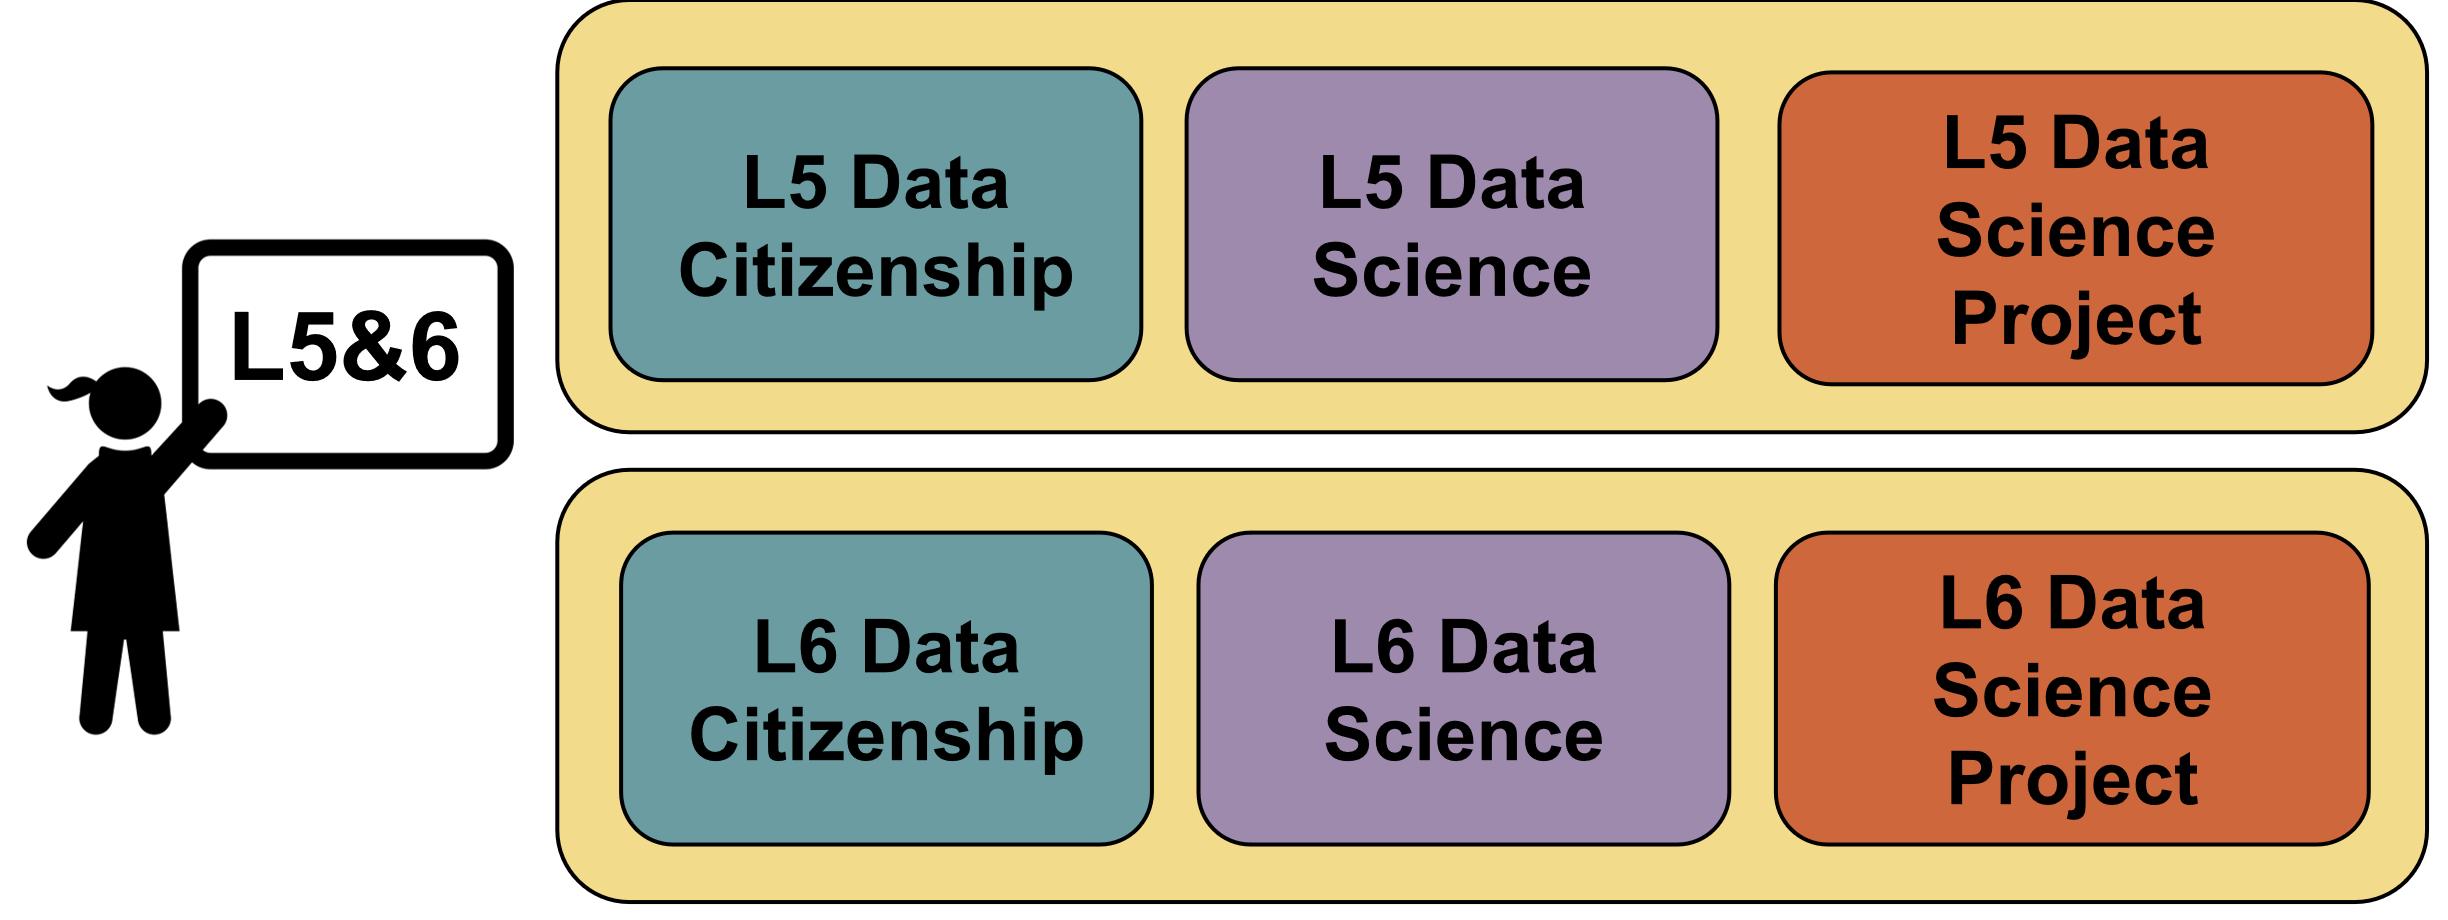 L5&6
L5 Data
Citizenship
L5 Data
Science
L5 Data
Science
Project
L6 Data
Citizenship
L6 Data
Science
L6 Data
Science
Project